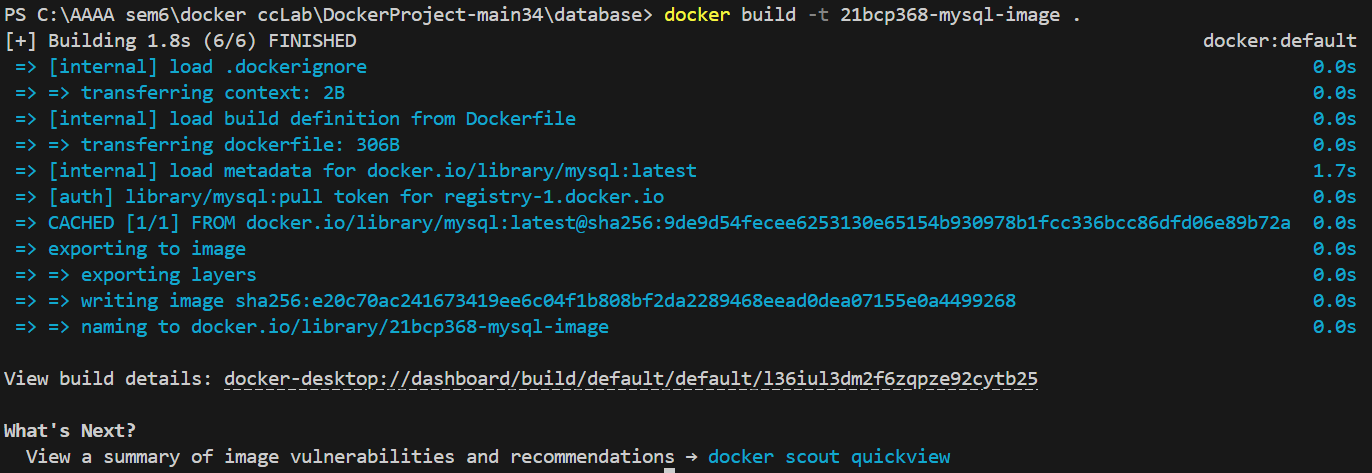 PS C:\AAAA sem6\docker ccLab\DockerProject-main34\database> docker build -t 21bcp368-mysql-image .
[+] Building 1.8s (6/6) FINISHED docker:default
=> [internal] load .dockerignore 0.0s
=> => transferring context: 2B 0.0s
=> [internal] load build definition from Dockerfile 0.0s
=> => transferring dockerfile: 306B 0.0s
=> [internal] load metadata for docker.io/library/mysql:latest 1.7s
=> [auth] library/mysql:pull token for registry-1.docker.io 0.0s
=> CACHED [1/1] FROM docker.io/library/mysql:latest@sha256:9de9d54fecee6253130e65154b930978b1fcc336bcc86dfd06e89b72a 0.0s
=> exporting to image 0.0s
=> => exporting layers 0.0s
=> => writing image sha256:e20c70ac241673419ee6c04f1b808bf2da2289468eead0dea07155e0a4499268 0.0s
=> => naming to docker.io/library/21bcp368-mysql-image 0.0s
View build details: docker-desktop://dashboard/build/default/default/l36iul3dm2f6zqpze92cytb25
What's Next?
View a summary of image vulnerabilities and recommendations → docker scout quickview